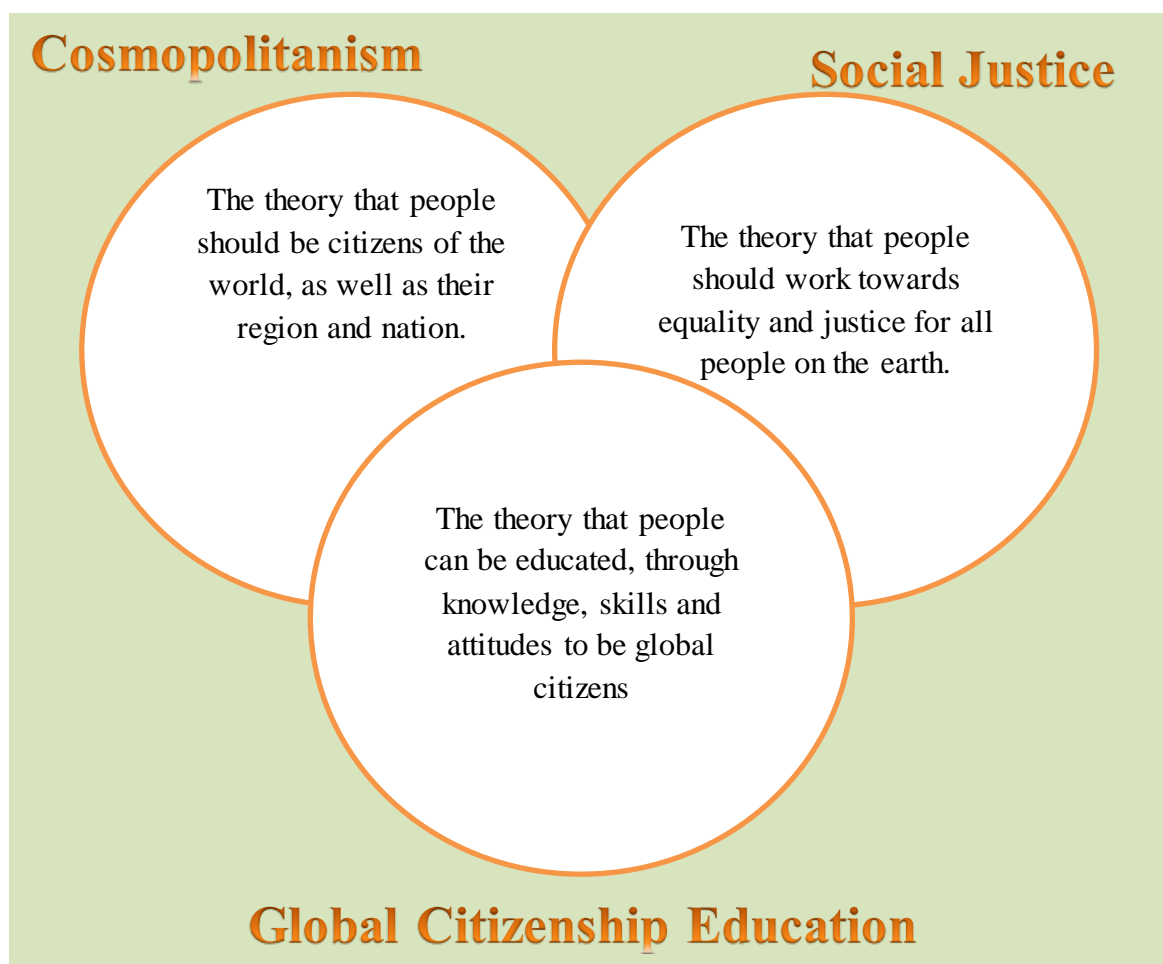 Cosmopolitanism
Social Justice
The theory that people
should be citizens of the
world, as well as their
region and nation.
The theory that people
should work towards
equality and justice for all
people on the earth.
The theory that people
can be educated, through
knowledge, skills and
attitudes to be global
citizens
Global Citizenship Education